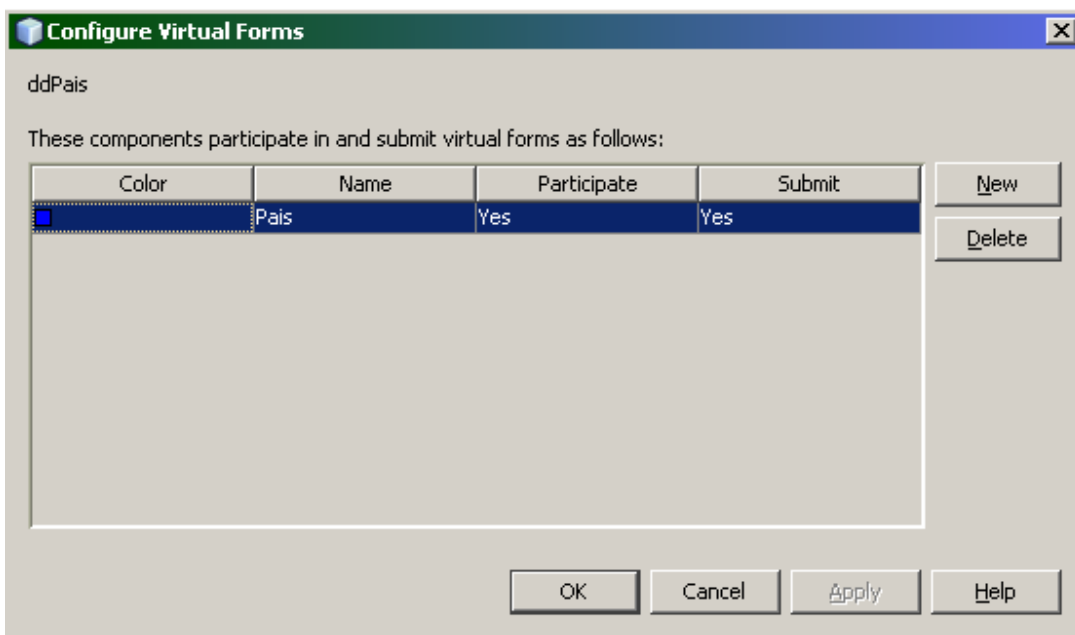 Configure Virtual Forms
ddPais
These components participate in and submit virtual forms as follows:
Color Name Participate Submit
Pais Yes Yes
New
Delete
OK Cancel Apply Help